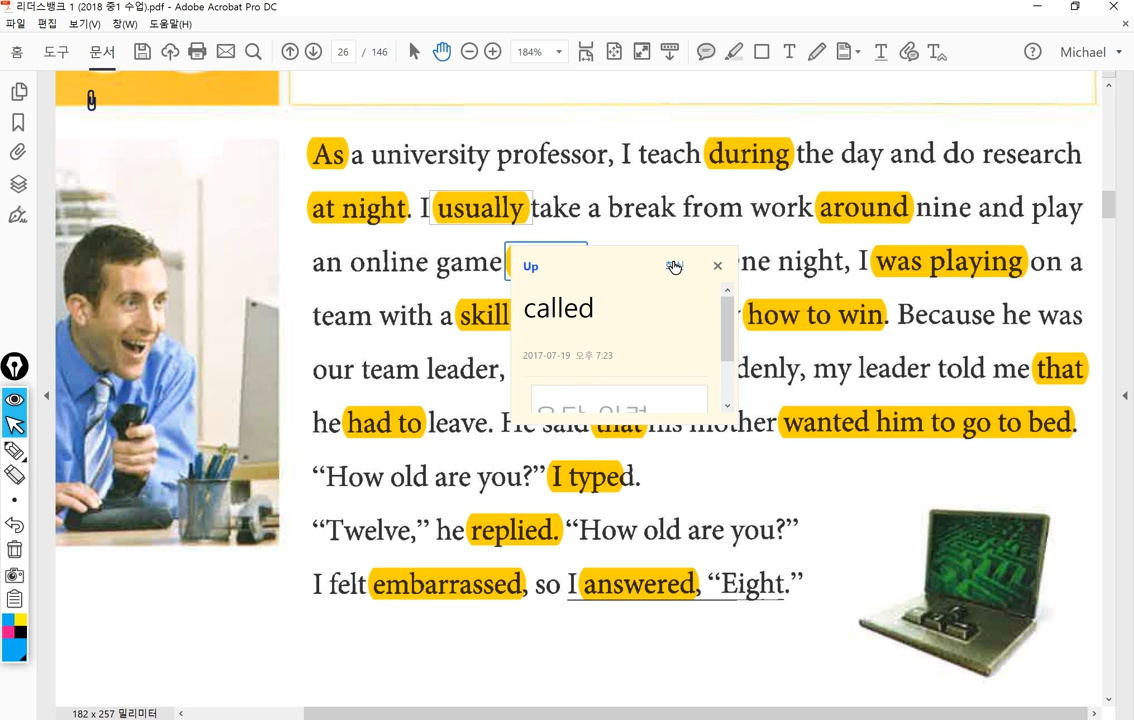 리더스뱅크 1 (2018 중1 수업).pdf - Adobe Acrobat Pro DC
파일 편집 보기(V) 창(W) 도움말(H)
홈 도구 문서 26 / 146 184% Michael
As a university professor, I teach during the day and do research
at night. I usually take a break from work around nine and play
an online game ne night, I was playing on a
Up
team with a skill how to win. Because he was
called
our team leader, denly, my leader told me that
2017-07-19 오후 7:23
he had to leave. He said that his mother wanted him to go to bed.
“How old are you?” I typed.
“Twelve,” he replied. “How old are you?”
I felt embarrassed, so I answered, “Eight.”
182 x 257 밀리미터